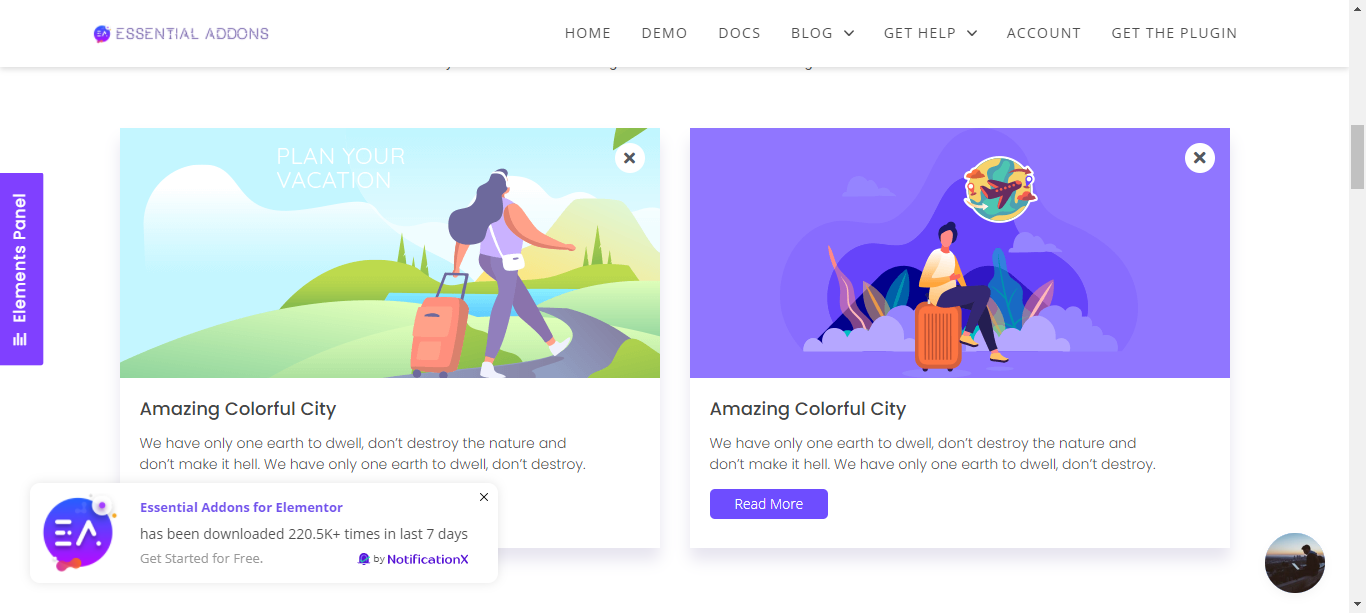 ESSENTIAL ADDONS
HOME DEMO DOCS BLOG GET HELP ACCOUNT GET THE PLUGIN
Elements Panel
PLAN YOUR
VACATION
Amazing Colorful City
We have only one earth to dwell, don’t destroy the nature and
don’t make it hell. We have only one earth to dwell, don’t destroy.
Amazing Colorful City
We have only one earth to dwell, don’t destroy the nature and
don’t make it hell. We have only one earth to dwell, don’t destroy.
Read More
EA
Essential Addons for Elementor
has been downloaded 220.5K+ times in last 7 days
Get Started for Free.
by NotificationX